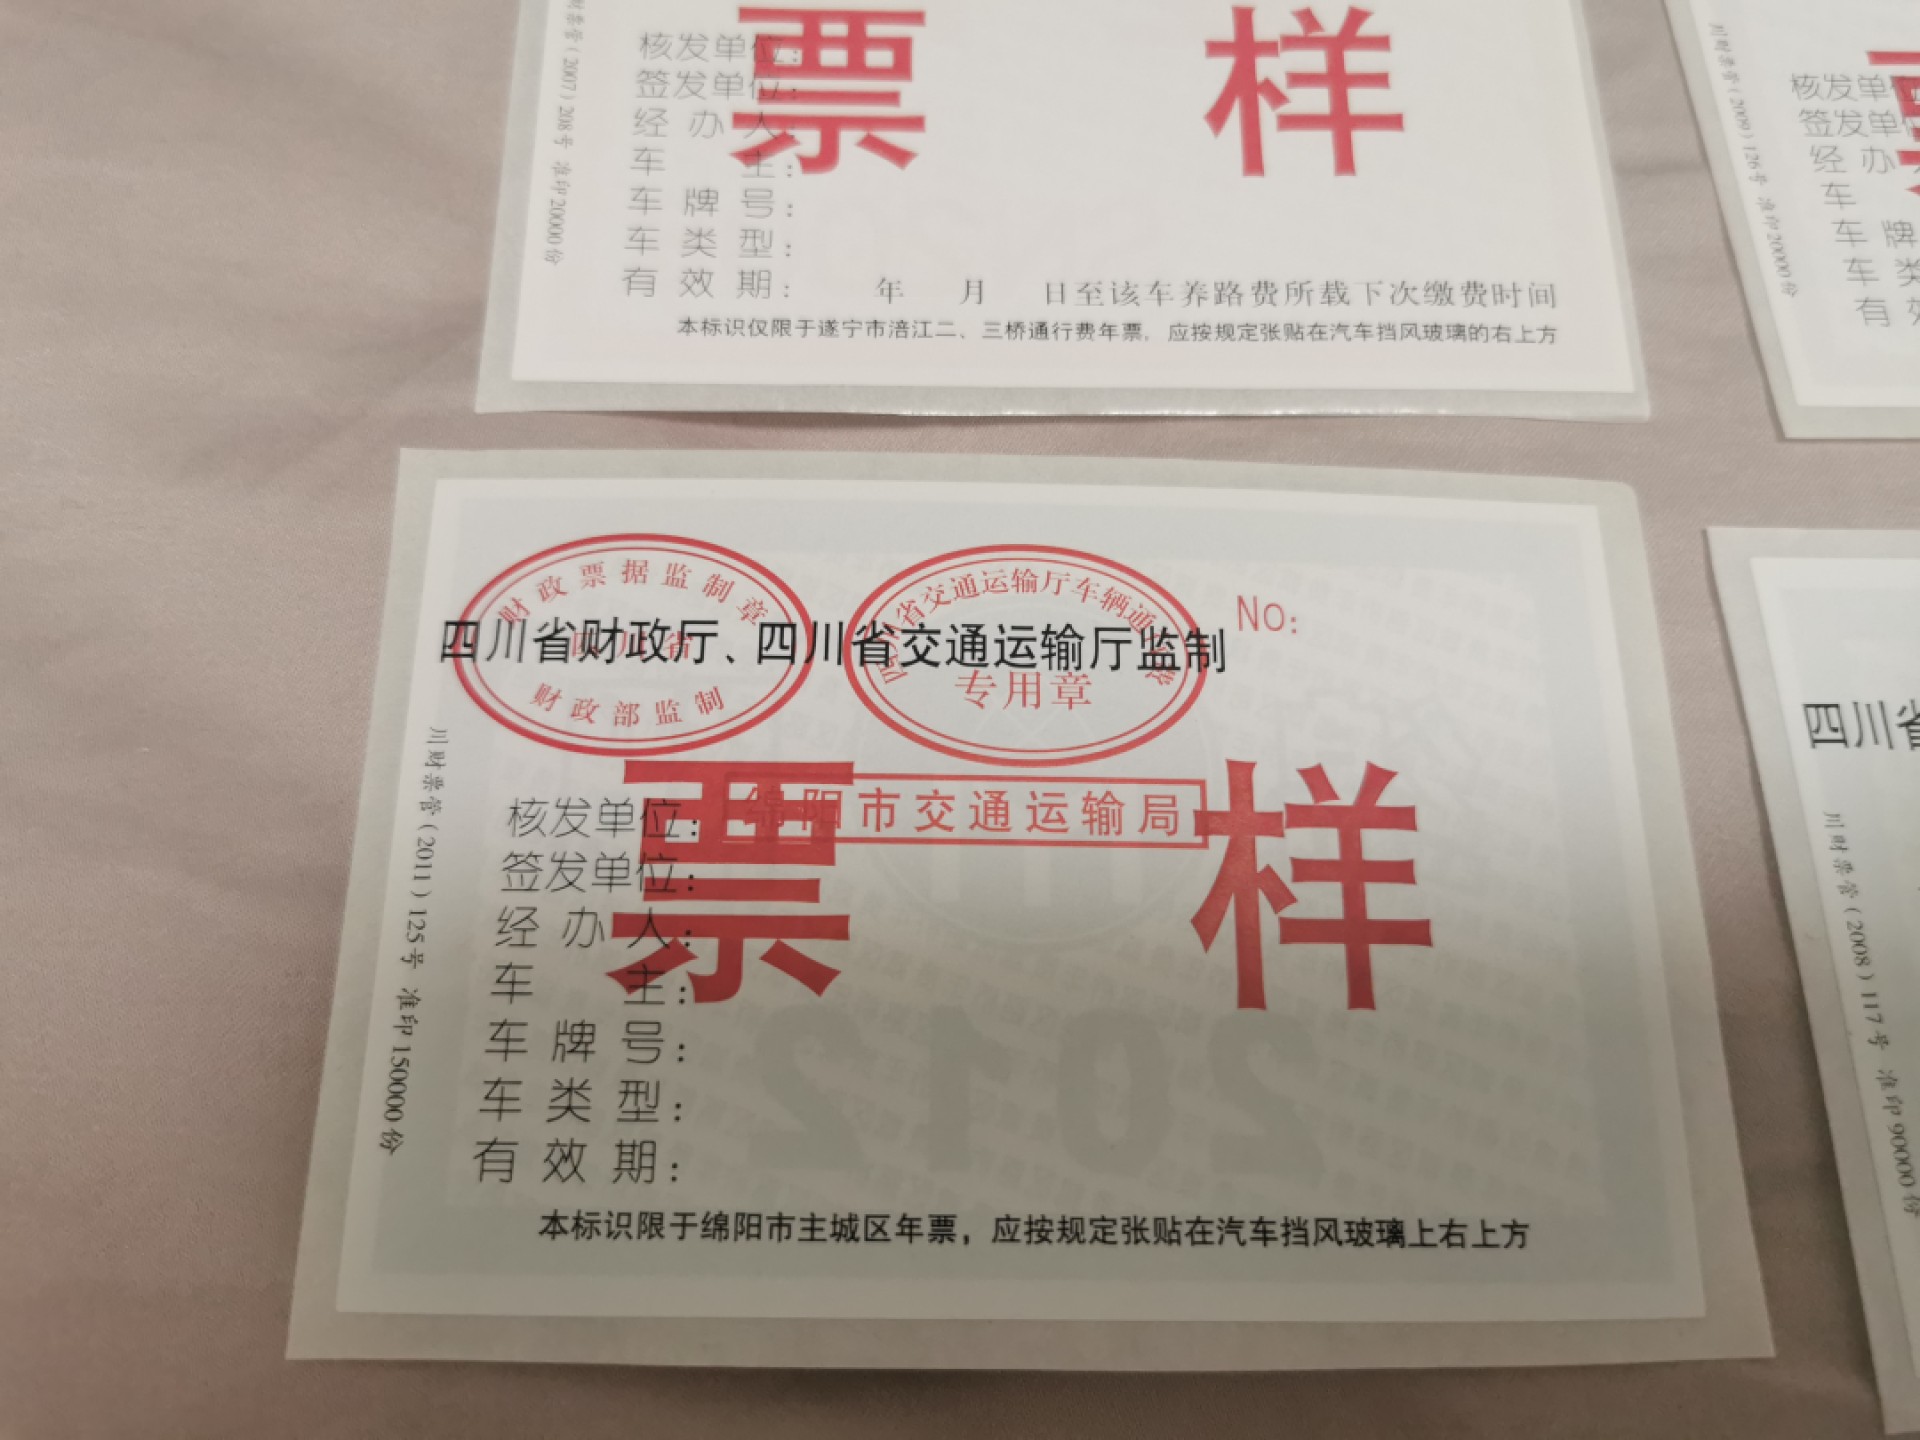 川财票管(2007)208号 准印20000份
票 样
核发单位:
签发单位:
经办人:
车主:
车牌号:
车类型:
有效期: 年 月 日至该车养路费所载下次缴费时间
本标识仅限于遂宁市涪江二、三桥通行费年票，应按规定张贴在汽车挡风玻璃的右上方
川财票管(2009)126号 准印20000份
核发单位
签发单位
经办
车
车牌
车类
有效
财政票据监制章
四川省
财政部监制
四川省交通运输厅车辆通
专用章
No:
四川省财政厅、四川省交通运输厅监制
绵阳市交通运输局
票 样
川财票管(2011)125号 准印150000份
核发单位:
签发单位:
经办人:
车主:
车牌号:
车类型:
有效期:
2012
本标识限于绵阳市主城区年票，应按规定张贴在汽车挡风玻璃上右上方
四川省
川财票管(2008)117号 准印90000份